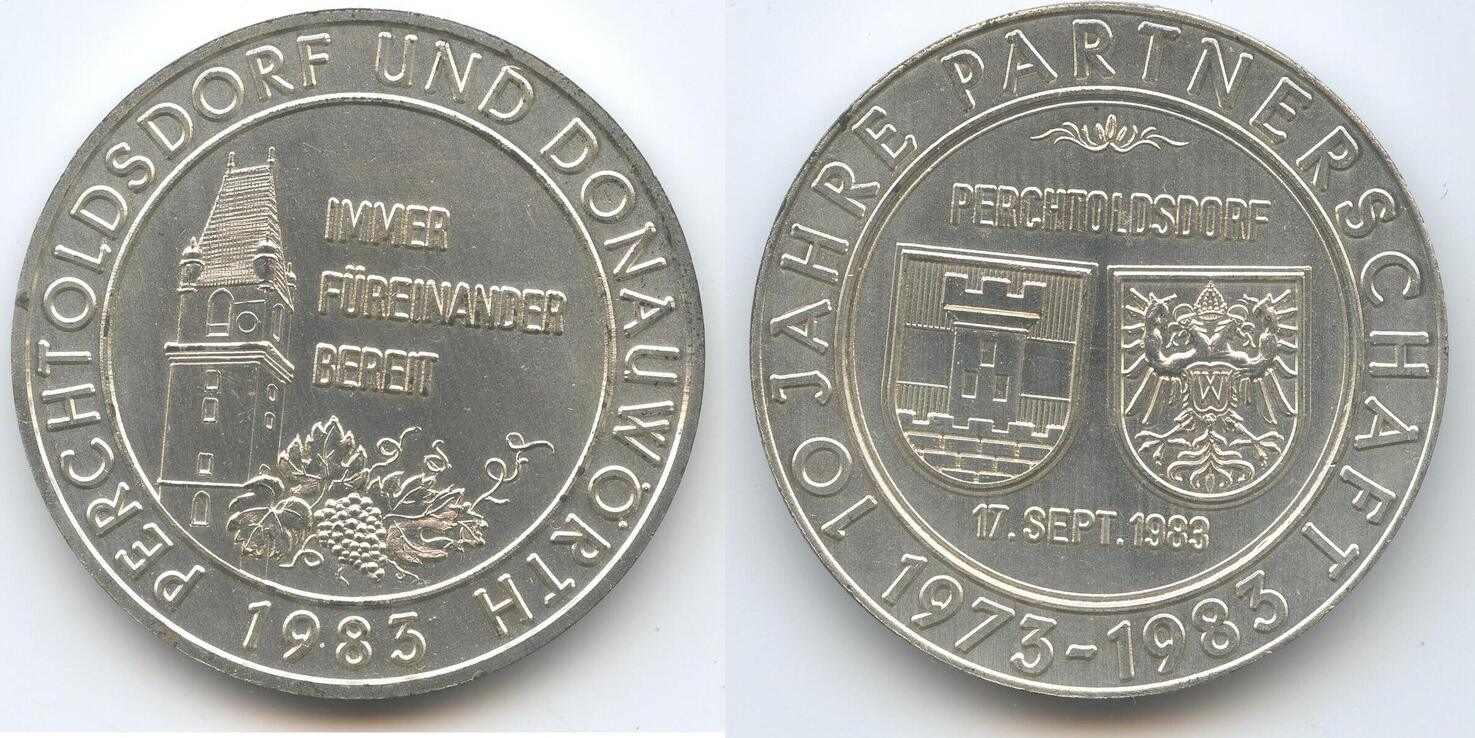 PERCHTOLDSDORF UND DONAUWÖRTH
IMMER
FÜREINANDER
BEREIT
1983
10 JAHRE PARTNERSCHAFT
PERCHTOLDSDORF
W
17. SEPT. 1983
1973-1983